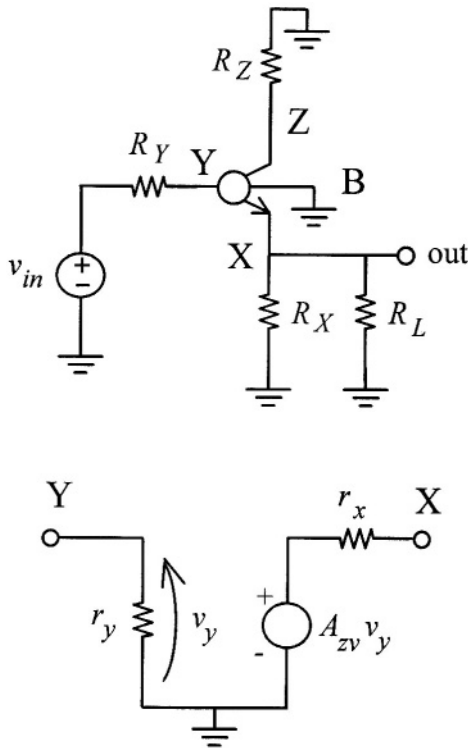 R_Z
Z
R_Y
Y
B
v_in
+
-
X
out
R_X
R_L
Y
r_x
X
r_y
v_y
+
-
A_zv v_y